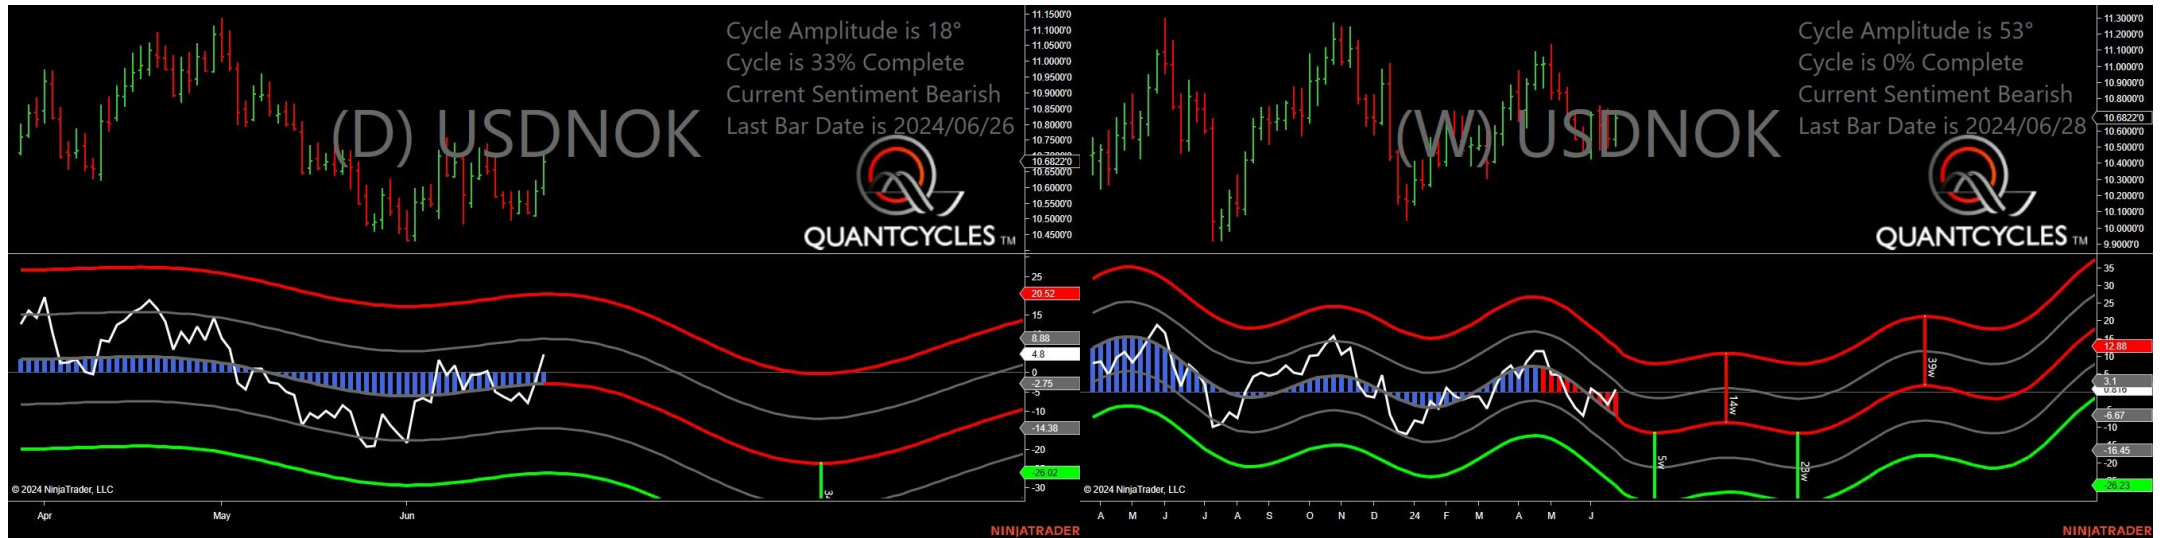 Cycle Amplitude is 18°
Cycle is 33% Complete
Current Sentiment Bearish
Last Bar Date is 2024/06/26
(D) USDNOK
QUANTCYCLES TM
11.1500'0
11.1000'0
11.0500'0
11.0000'0
10.9500'0
10.9000'0
10.8500'0
10.8000'0
10.7500'0
10.6822'0
10.6500'0
10.6000'0
10.5500'0
10.5000'0
10.4500'0
25
20.52
15
8.88
4.8
0
-2.75
-5
-10
-14.38
-20
-26.02
-30
© 2024 NinjaTrader, LLC
Apr
May
Jun
NINJATRADER
Cycle Amplitude is 53°
Cycle is 0% Complete
Current Sentiment Bearish
Last Bar Date is 2024/06/28
(W) USDNOK
QUANTCYCLES TM
11.3000'0
11.2000'0
11.1000'0
11.0000'0
10.9000'0
10.8000'0
10.6822'0
10.6000'0
10.5000'0
10.4000'0
10.3000'0
10.2000'0
10.1000'0
10.0000'0
9.9000'0
35
30
25
20
12.88
10
3.1
0.816
-6.67
-10
-16.45
-20
-26.23
14w
39w
5w
28w
© 2024 NinjaTrader, LLC
A M J J A S O N D 24 F M A M J
NINJATRADER